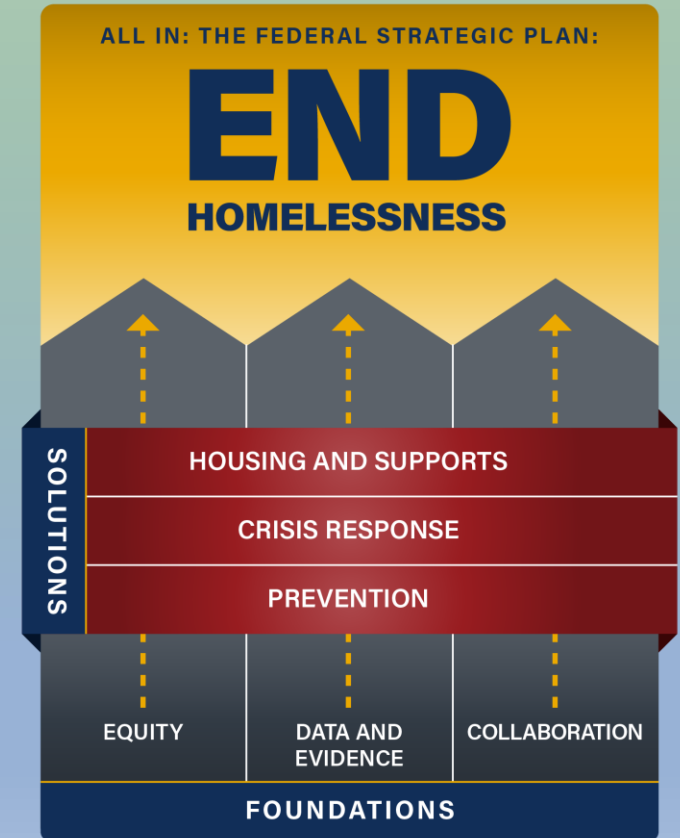 ALL IN: THE FEDERAL STRATEGIC PLAN:
END
HOMELESSNESS
SOLUTIONS
HOUSING AND SUPPORTS
CRISIS RESPONSE
PREVENTION
EQUITY
DATA AND
EVIDENCE
COLLABORATION
FOUNDATIONS